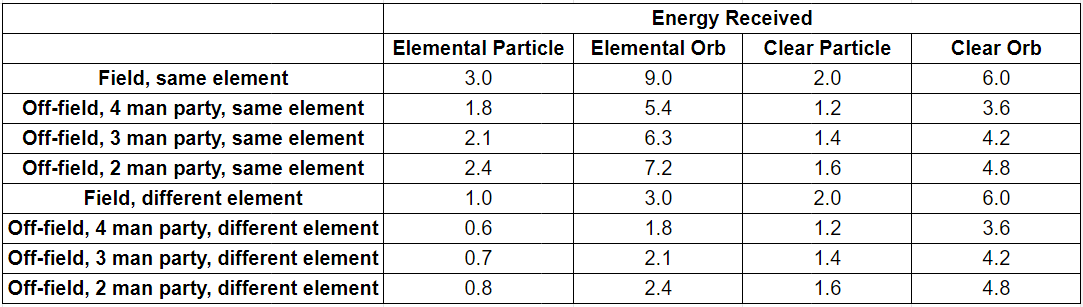 Energy Received
Elemental Particle Elemental Orb Clear Particle Clear Orb
Field, same element 3.0 9.0 2.0 6.0
Off-field, 4 man party, same element 1.8 5.4 1.2 3.6
Off-field, 3 man party, same element 2.1 6.3 1.4 4.2
Off-field, 2 man party, same element 2.4 7.2 1.6 4.8
Field, different element 1.0 3.0 2.0 6.0
Off-field, 4 man party, different element 0.6 1.8 1.2 3.6
Off-field, 3 man party, different element 0.7 2.1 1.4 4.2
Off-field, 2 man party, different element 0.8 2.4 1.6 4.8